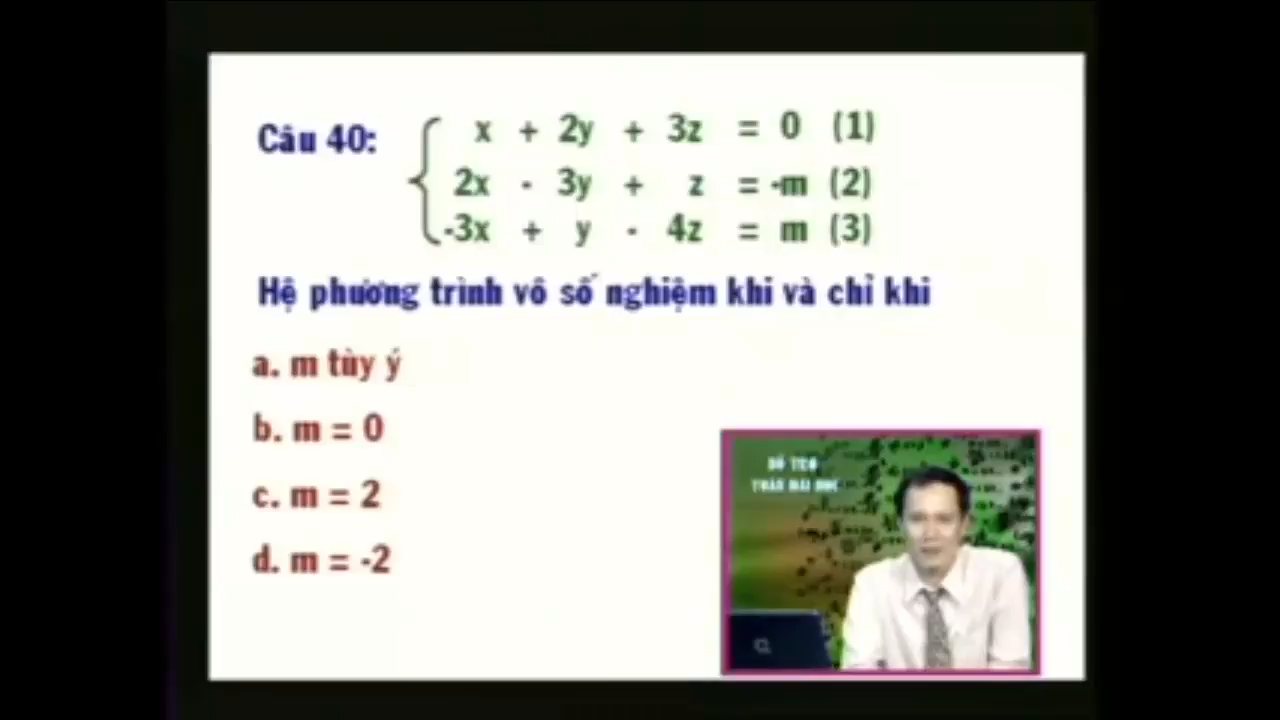 Câu 40:
x + 2y + 3z = 0 (1)
2x - 3y + z = -m (2)
-3x + y - 4z = m (3)
Hệ phương trình vô số nghiệm khi và chỉ khi
a. m tùy ý
b. m = 0
c. m = 2
d. m = -2